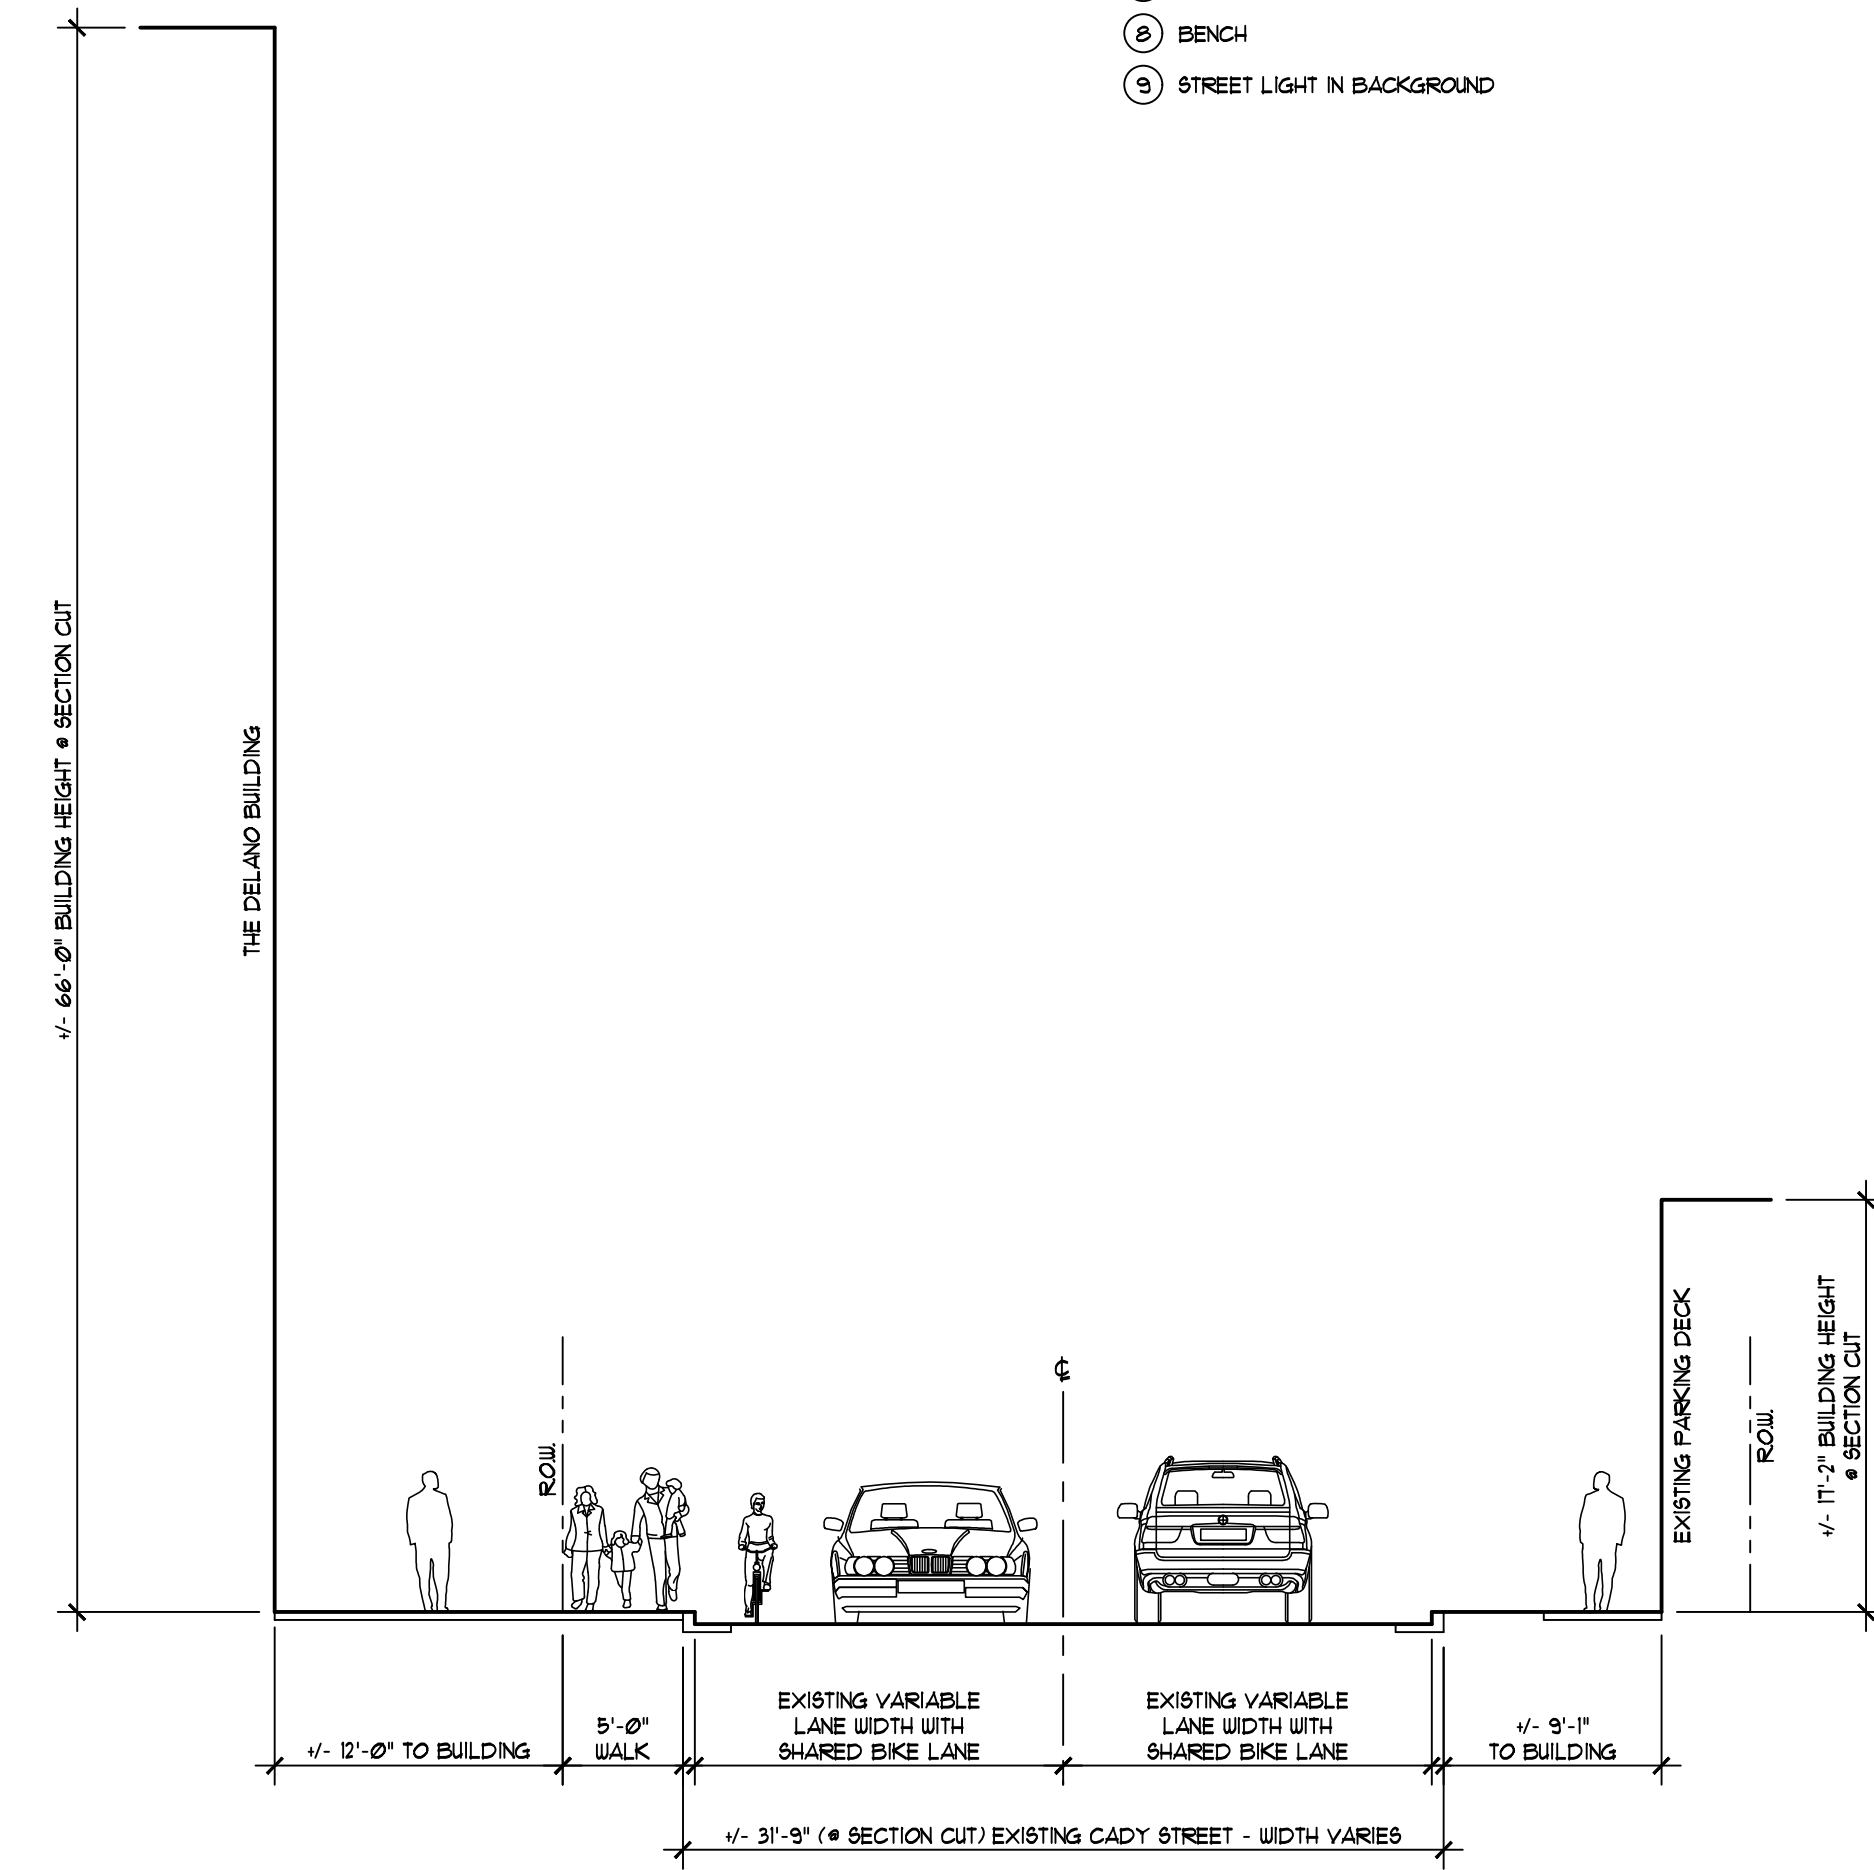 8 BENCH
9 STREET LIGHT IN BACKGROUND
+/- 66'-0" BUILDING HEIGHT @ SECTION CUT
THE DELANO BUILDING
R.O.W.
℄
EXISTING PARKING DECK
R.O.W.
+/- 17'-2" BUILDING HEIGHT
@ SECTION CUT
+/- 12'-0" TO BUILDING
5'-0"
WALK
EXISTING VARIABLE
LANE WIDTH WITH
SHARED BIKE LANE
EXISTING VARIABLE
LANE WIDTH WITH
SHARED BIKE LANE
+/- 9'-1"
TO BUILDING
+/- 31'-9" (@ SECTION CUT) EXISTING CADY STREET - WIDTH VARIES